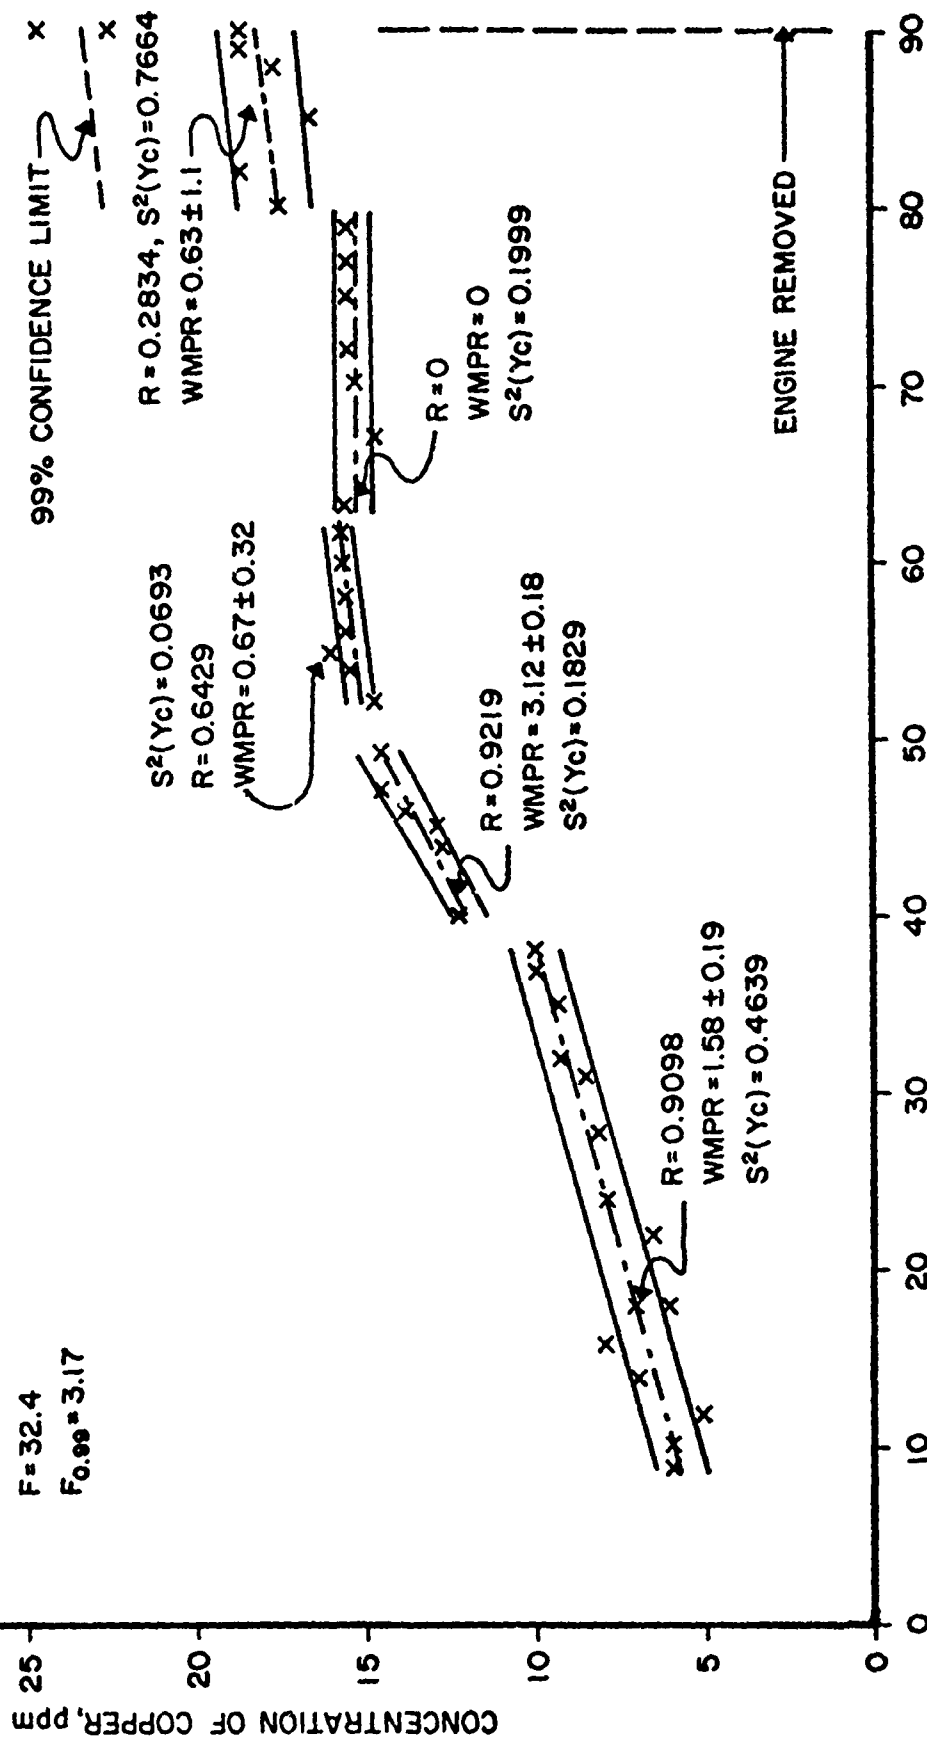 F=32.4
F0.99=3.17
99% CONFIDENCE LIMIT
R=0.2834, S²(Yc)=0.7664
WMPR=0.63±1.1
S²(Yc)=0.0693
R=0.6429
WMPR=0.67±0.32
R=0
WMPR=0
S²(Yc)=0.1999
R=0.9219
WMPR=3.12±0.18
S²(Yc)=0.1829
R=0.9098
WMPR=1.58±0.19
S²(Yc)=0.4639
ENGINE REMOVED
CONCENTRATION OF COPPER, ppm
25
20
15
10
5
0
0 10 20 30 40 50 60 70 80 90